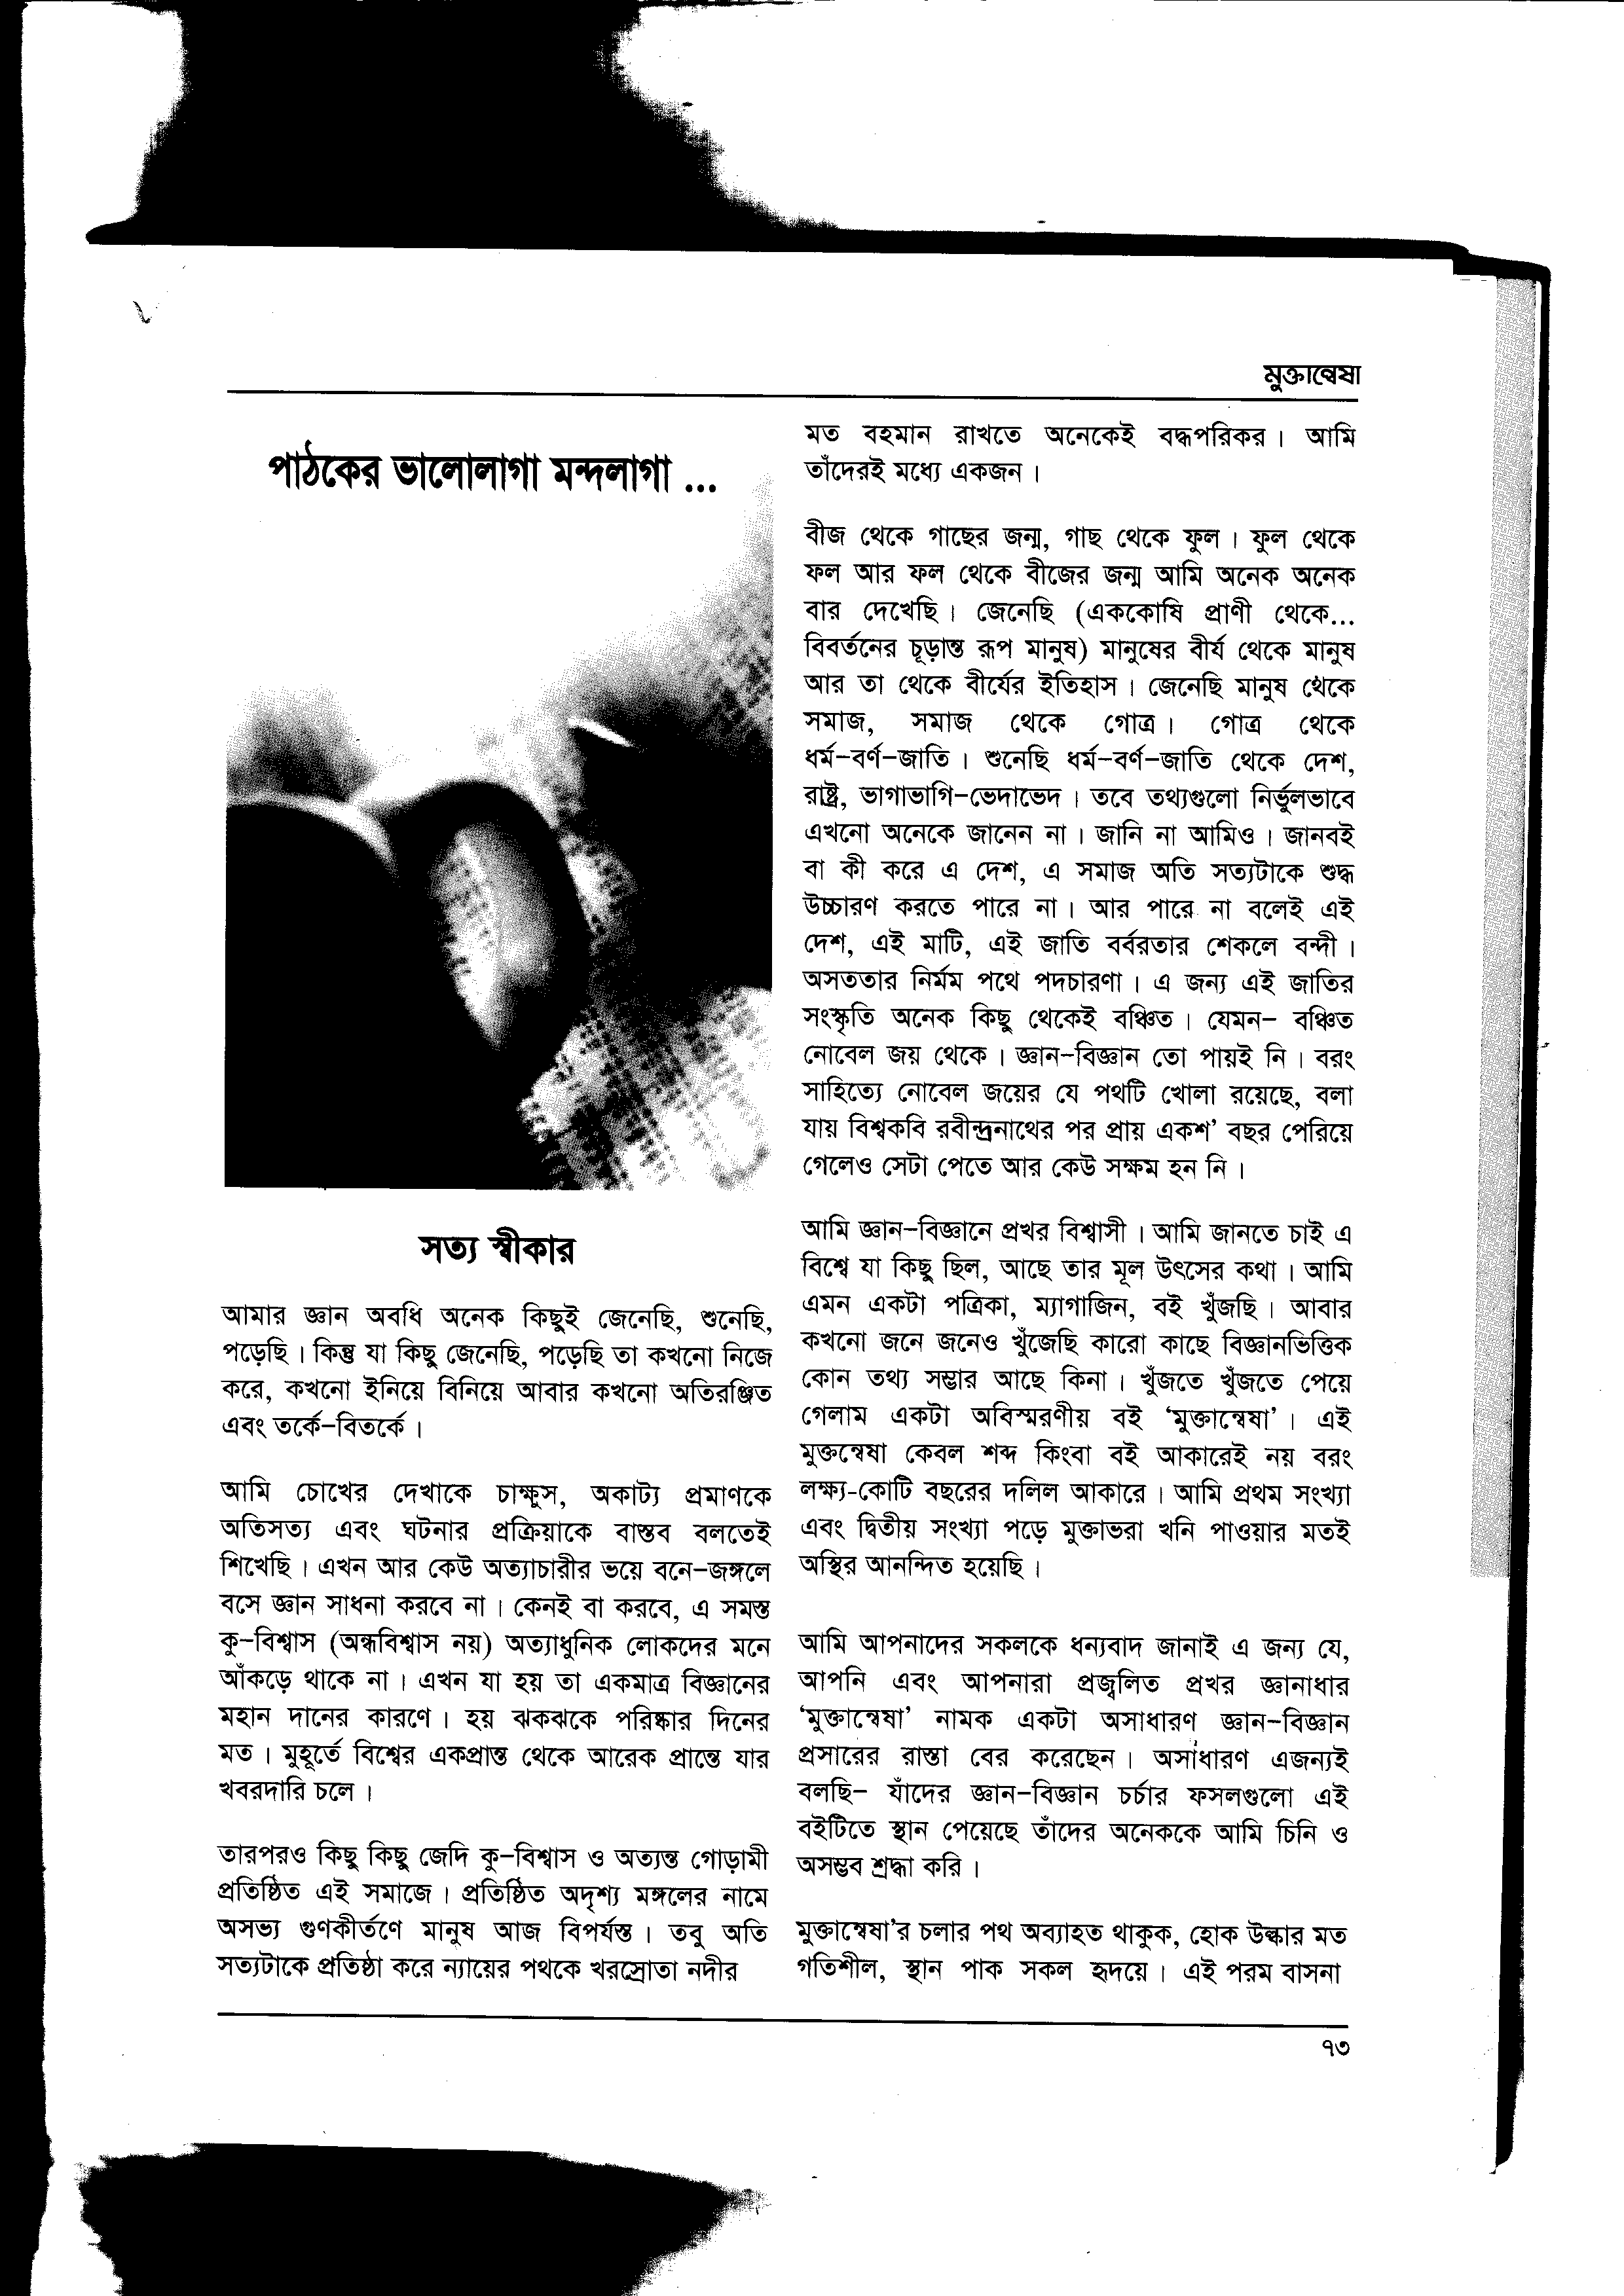 মুক্তান্বেষা
পাঠকের ভালোলাগা মন্দলাগা ...
সত্য স্বীকার
আমার জ্ঞান অবধি অনেক কিছুই জেনেছি, শুনেছি,
পড়েছি। কিন্তু যা কিছু জেনেছি, পড়েছি তা কখনো নিজে
করে, কখনো ইনিয়ে বিনিয়ে আবার কখনো অতিরঞ্জিত
এবং তর্কে-বিতর্কে।
আমি চোখের দেখাকে চাক্ষুস, অকাট্য প্রমাণকে
অতিসত্য এবং ঘটনার প্রক্রিয়াকে বাস্তব বলতেই
শিখেছি। এখন আর কেউ অত্যাচারীর ভয়ে বনে-জঙ্গলে
বসে জ্ঞান সাধনা করবে না। কেনই বা করবে, এ সমস্ত
কু-বিশ্বাস (অন্ধবিশ্বাস নয়) অত্যাধুনিক লোকদের মনে
আঁকড়ে থাকে না। এখন যা হয় তা একমাত্র বিজ্ঞানের
মহান দানের কারণে। হয় ঝকঝকে পরিষ্কার দিনের
মত। মুহূর্তে বিশ্বের একপ্রান্ত থেকে আরেক প্রান্তে যার
খবরদারি চলে।
তারপরও কিছু কিছু জেদি কু-বিশ্বাস ও অত্যন্ত গোড়ামী
প্রতিষ্ঠিত এই সমাজে। প্রতিষ্ঠিত অদৃশ্য মঙ্গলের নামে
অসভ্য গুণকীর্তণে মানুষ আজ বিপর্যস্ত। তবু অতি
সত্যটাকে প্রতিষ্ঠা করে ন্যায়ের পথকে খরস্রোতা নদীর
মত বহমান রাখতে অনেকেই বদ্ধপরিকর। আমি
তাঁদেরই মধ্যে একজন।
বীজ থেকে গাছের জন্ম, গাছ থেকে ফুল। ফুল থেকে
ফল আর ফল থেকে বীজের জন্ম আমি অনেক অনেক
বার দেখেছি। জেনেছি (এককোষি প্রাণী থেকে...
বিবর্তনের চূড়ান্ত রূপ মানুষ) মানুষের বীর্য থেকে মানুষ
আর তা থেকে বীর্যের ইতিহাস। জেনেছি মানুষ থেকে
সমাজ, সমাজ থেকে গোত্র। গোত্র থেকে
ধর্ম-বর্ণ-জাতি। শুনেছি ধর্ম-বর্ণ-জাতি থেকে দেশ,
রাষ্ট্র, ভাগাভাগি-ভেদাভেদ। তবে তথ্যগুলো নির্ভুলভাবে
এখনো অনেকে জানেন না। জানি না আমিও। জানবই
বা কী করে এ দেশ, এ সমাজ অতি সত্যটাকে শুদ্ধ
উচ্চারণ করতে পারে না। আর পারে না বলেই এই
দেশ, এই মাটি, এই জাতি বর্বরতার শেকলে বন্দী।
অসততার নির্মম পথে পদচারণা। এ জন্য এই জাতির
সংস্কৃতি অনেক কিছু থেকেই বঞ্চিত। যেমন- বঞ্চিত
নোবেল জয় থেকে। জ্ঞান-বিজ্ঞান তো পায়ই নি। বরং
সাহিত্যে নোবেল জয়ের যে পথটি খোলা রয়েছে, বলা
যায় বিশ্বকবি রবীন্দ্রনাথের পর প্রায় একশ' বছর পেরিয়ে
গেলেও সেটা পেতে আর কেউ সক্ষম হন নি।
আমি জ্ঞান-বিজ্ঞানে প্রখর বিশ্বাসী। আমি জানতে চাই এ
বিশ্বে যা কিছু ছিল, আছে তার মূল উৎসের কথা। আমি
এমন একটা পত্রিকা, ম্যাগাজিন, বই খুঁজছি। আবার
কখনো জনে জনেও খুঁজেছি কারো কাছে বিজ্ঞানভিত্তিক
কোন তথ্য সম্ভার আছে কিনা। খুঁজতে খুঁজতে পেয়ে
গেলাম একটা অবিস্মরণীয় বই ‘মুক্তান্বেষা’। এই
মুক্তন্বেষা কেবল শব্দ কিংবা বই আকারেই নয় বরং
লক্ষ্য-কোটি বছরের দলিল আকারে। আমি প্রথম সংখ্যা
এবং দ্বিতীয় সংখ্যা পড়ে মুক্তাভরা খনি পাওয়ার মতই
অস্থির আনন্দিত হয়েছি।
আমি আপনাদের সকলকে ধন্যবাদ জানাই এ জন্য যে,
আপনি এবং আপনারা প্রজ্বলিত প্রখর জ্ঞানাধার
‘মুক্তান্বেষা’ নামক একটা অসাধারণ জ্ঞান-বিজ্ঞান
প্রসারের রাস্তা বের করেছেন। অসাধারণ এজন্যই
বলছি- যাঁদের জ্ঞান-বিজ্ঞান চর্চার ফসলগুলো এই
বইটিতে স্থান পেয়েছে তাঁদের অনেককে আমি চিনি ও
অসম্ভব শ্রদ্ধা করি।
মুক্তান্বেষা'র চলার পথ অব্যাহত থাকুক, হোক উল্কার মত
গতিশীল, স্থান পাক সকল হৃদয়ে। এই পরম বাসনা
৭৩